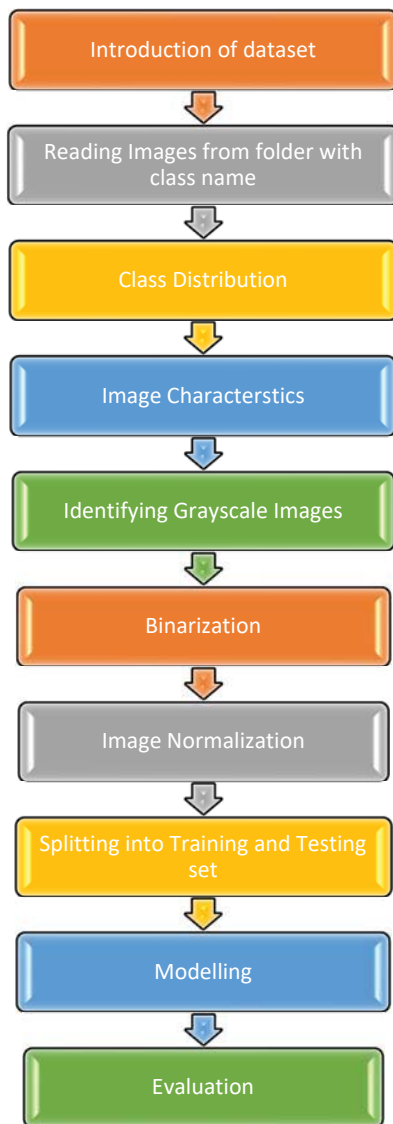 Introduction of dataset
Reading Images from folder with
class name
Class Distribution
Image Characterstics
Identifying Grayscale Images
Binarization
Image Normalization
Splitting into Training and Testing
set
Modelling
Evaluation